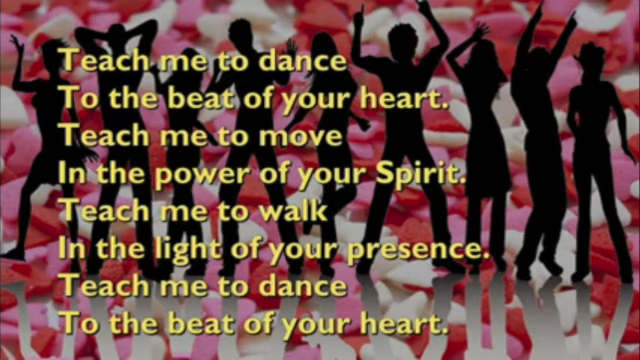 Teach me to dance
To the beat of your heart.
Teach me to move
In the power of your Spirit.
Teach me to walk
In the light of your presence.
Teach me to dance
To the beat of your heart.